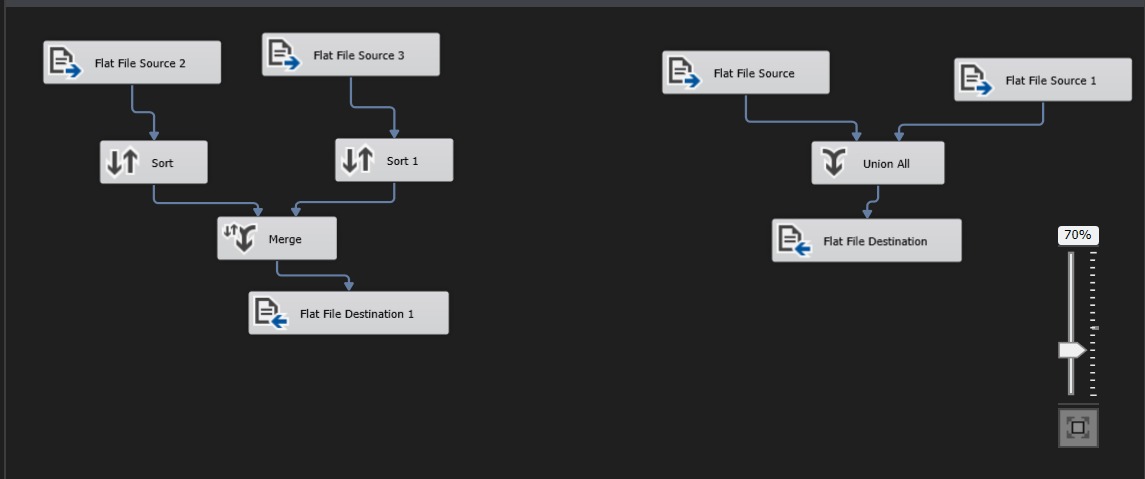 Flat File Source 2
Flat File Source 3
Flat File Source
Flat File Source 1
Sort
Sort 1
Union All
Merge
Flat File Destination
70%
Flat File Destination 1